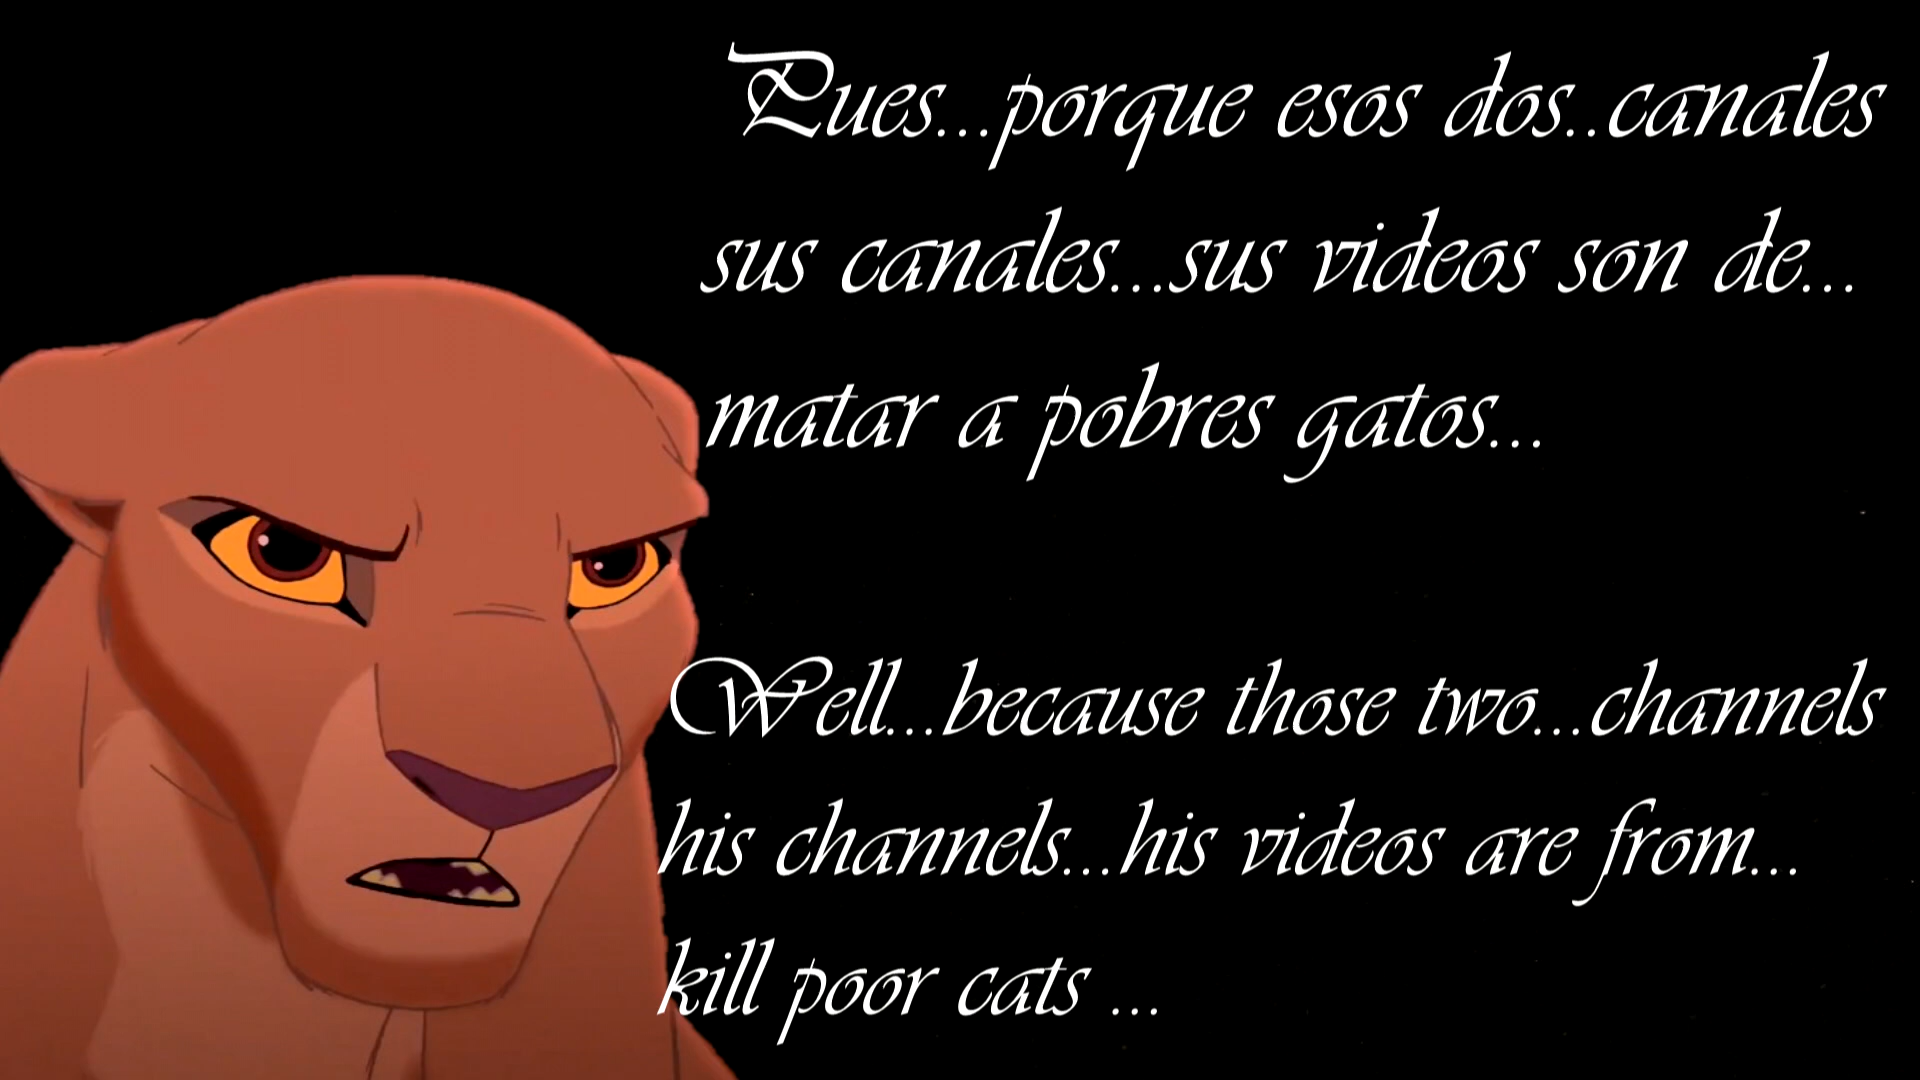 Pues...porque esos dos..canales
sus canales...sus videos son de...
matar a pobres gatos...
Well...because those two...channels
his channels...his videos are from...
kill poor cats ...